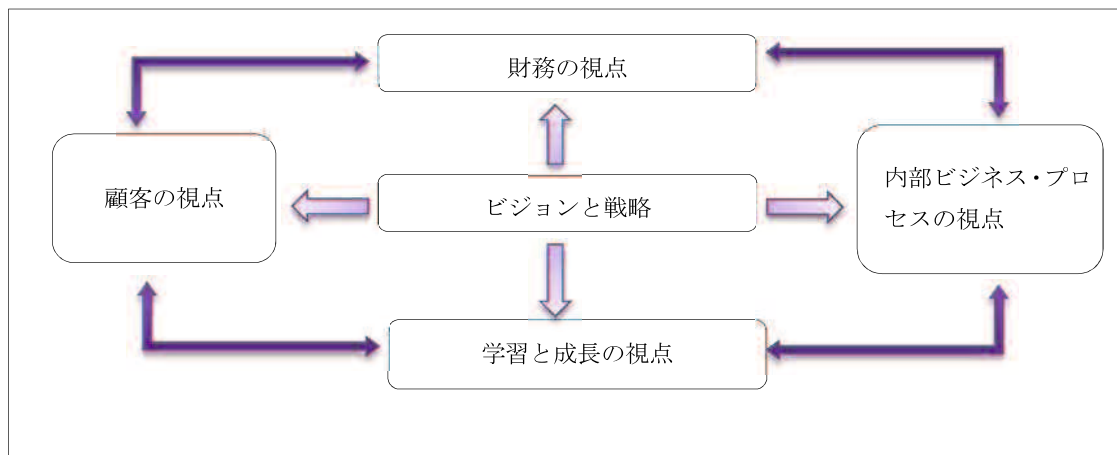 財務の視点
顧客の視点
ビジョンと戦略
内部ビジネス・プロ
セスの視点
学習と成長の視点